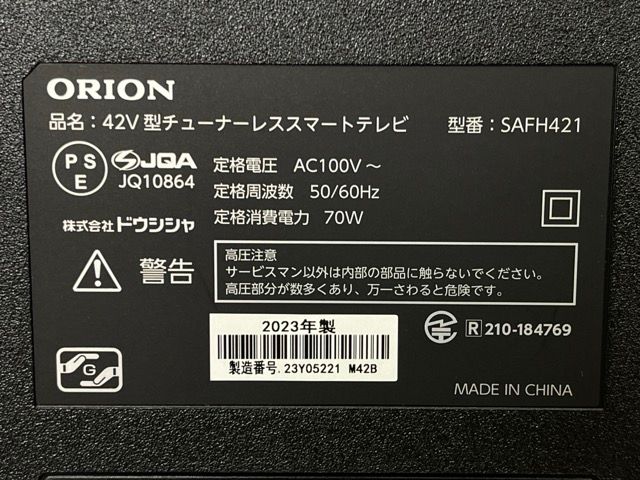 ORION
品名：42V 型チューナーレススマートテレビ 型番：SAFH421
PS
E
JQA
JQ10864
定格電圧 AC100V～
定格周波数 50/60Hz
定格消費電力 70W
株式会社ドウシシャ
警告
高圧注意
サービスマン以外は内部の部品に触らないでください。
高圧部分が数多くあり、万一さわると危険です。
2023年製
製造番号.23Y05221 M42B
R 210-184769
G
MADE IN CHINA